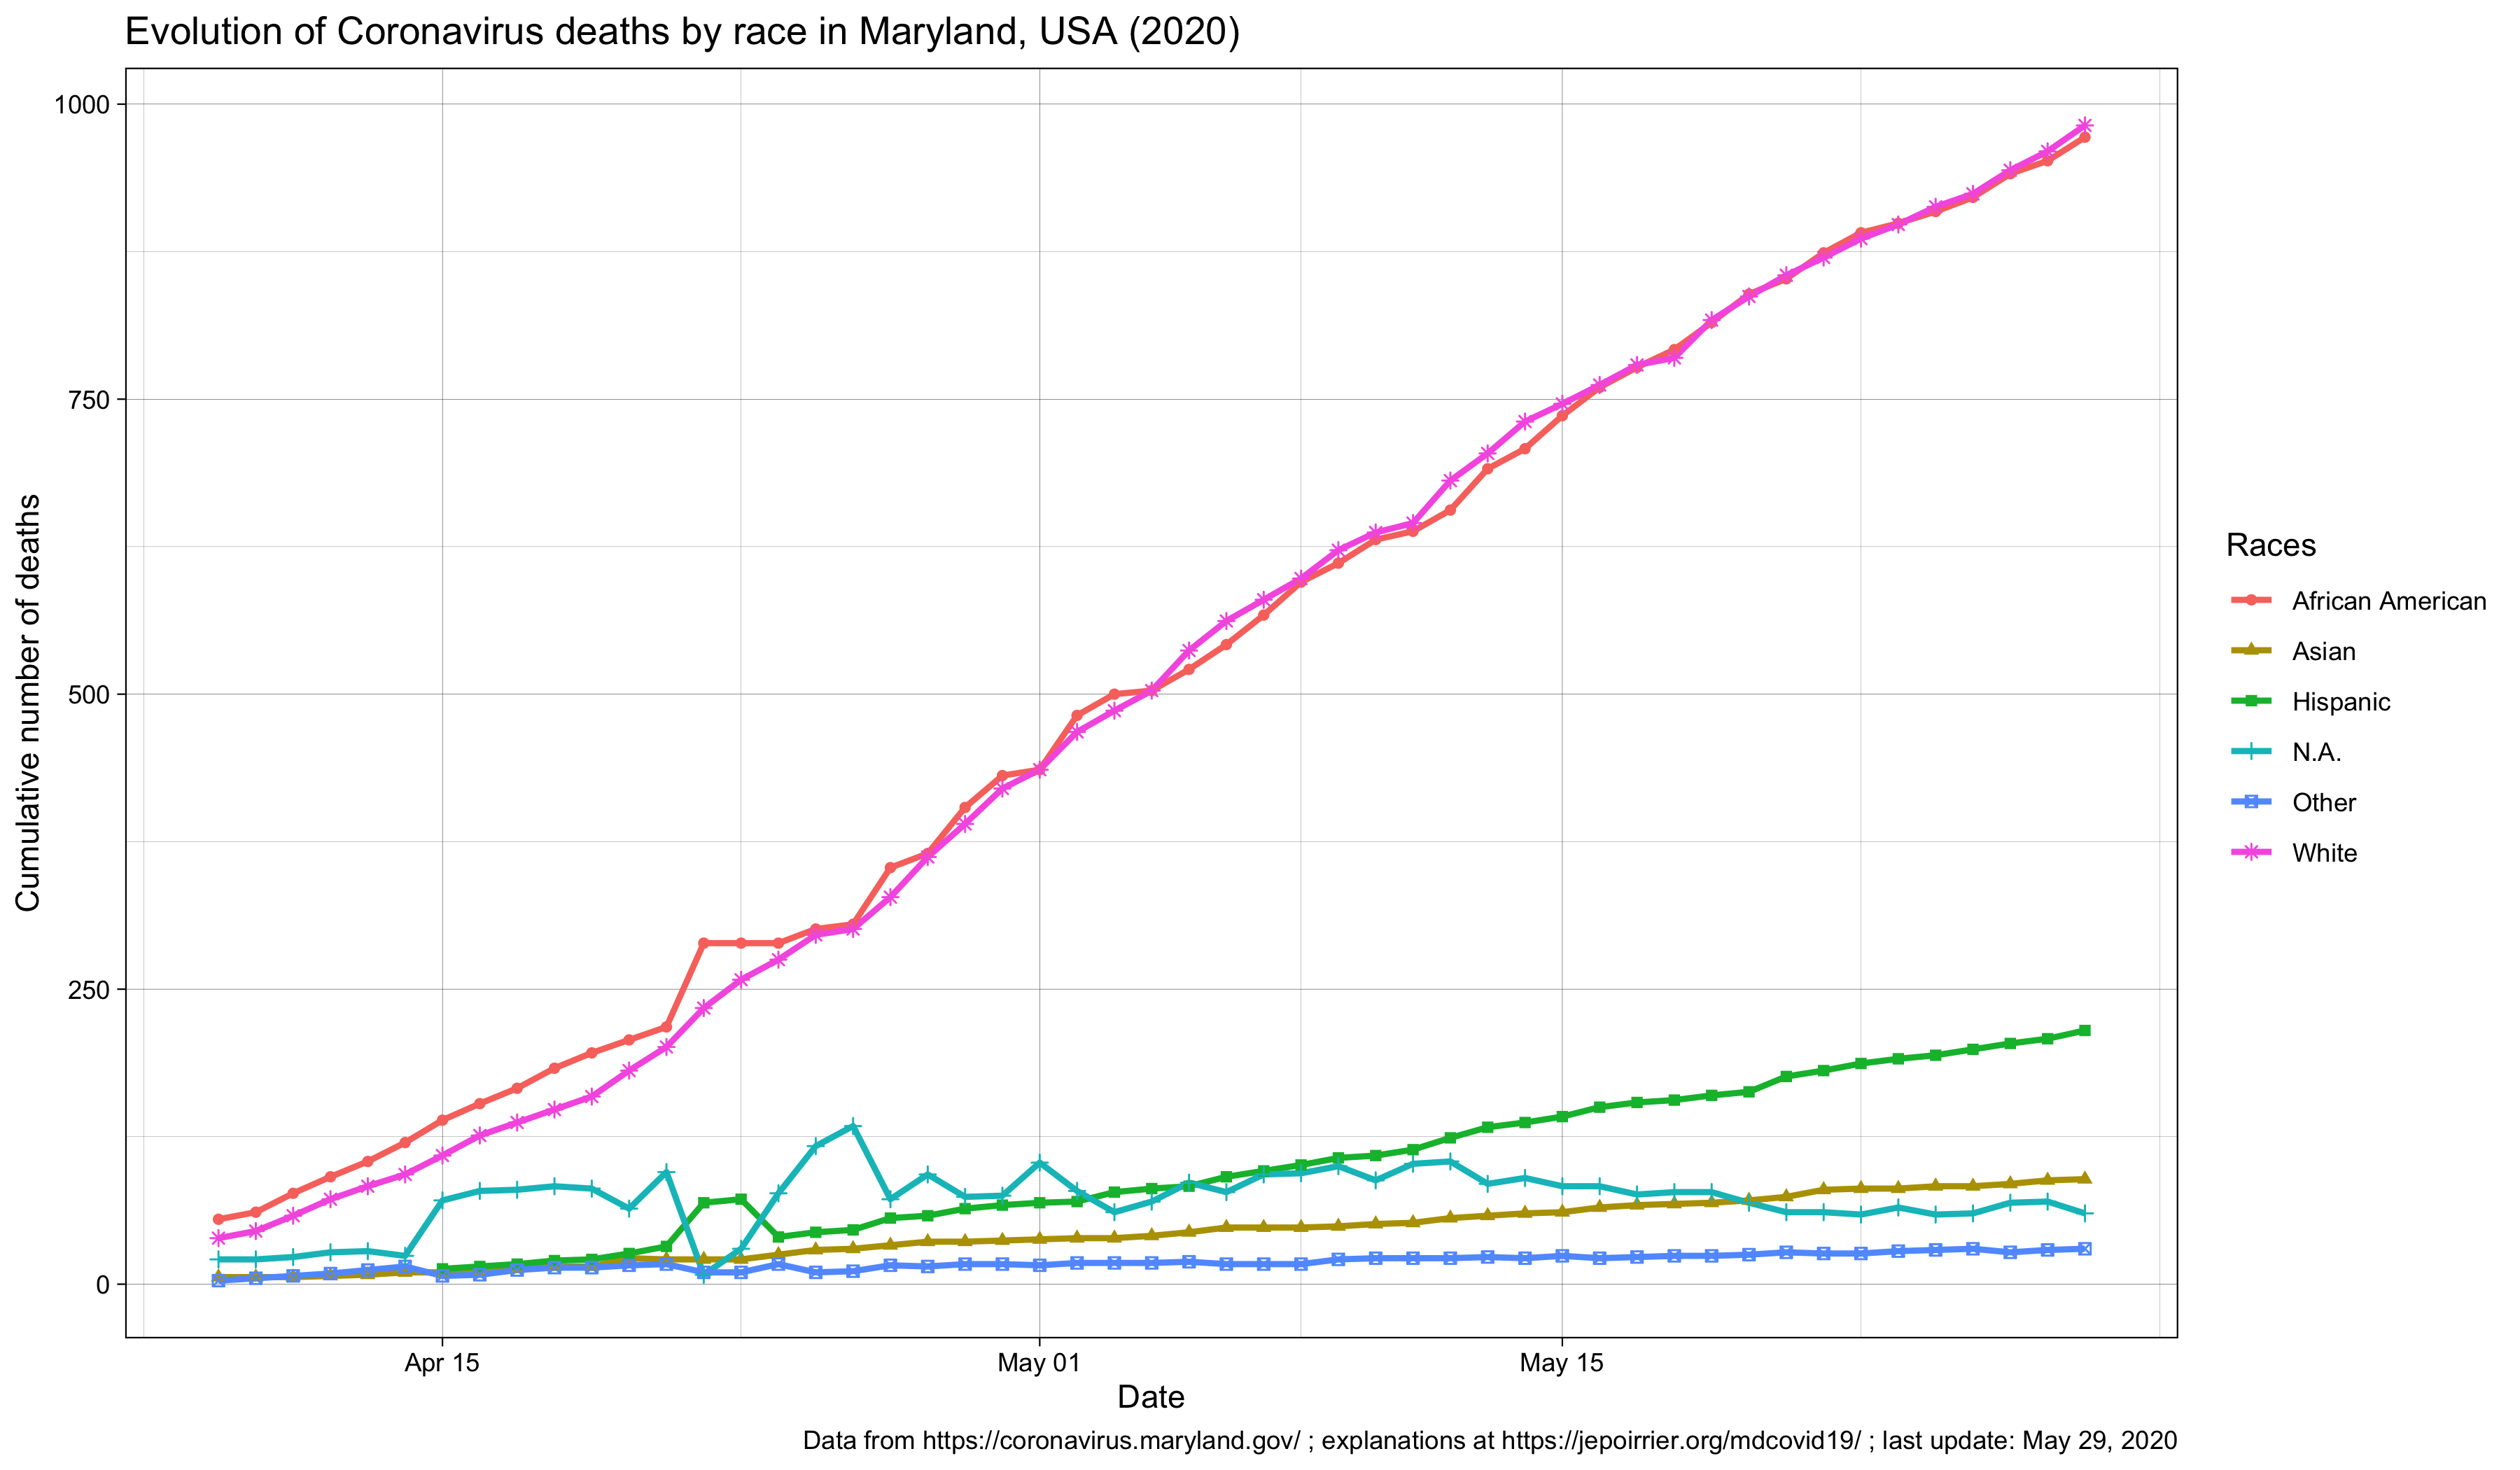 Evolution of Coronavirus deaths by race in Maryland, USA (2020)
Cumulative number of deaths
1000
750
500
250
0
Apr 15
May 01
May 15
Date
Races
African American
Asian
Hispanic
N.A.
Other
White
Data from https://coronavirus.maryland.gov/ ; explanations at https://jepoirrier.org/mdcovid19/ ; last update: May 29, 2020